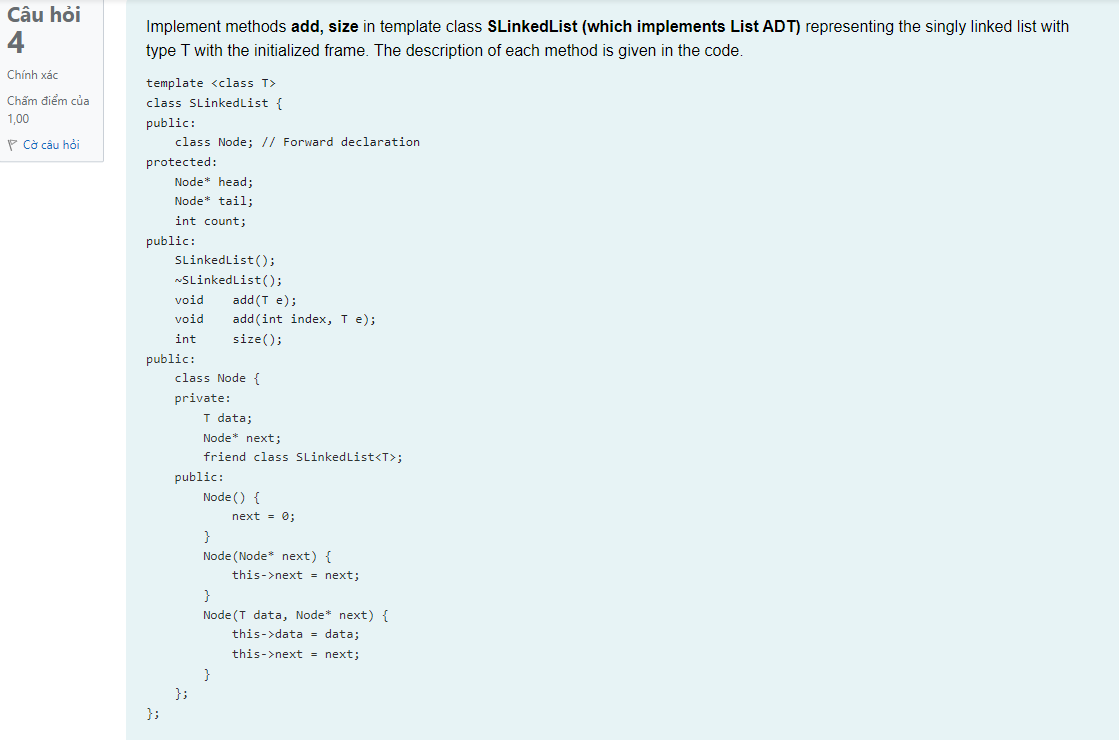 Câu hỏi
4
Chính xác
Chấm điểm của
1,00
Cờ câu hỏi
Implement methods add, size in template class SLinkedList (which implements List ADT) representing the singly linked list with
type T with the initialized frame. The description of each method is given in the code.
template <class T>
class SLinkedList {
public:
    class Node; // Forward declaration
protected:
    Node* head;
    Node* tail;
    int count;
public:
    SLinkedList();
    ~SLinkedList();
    void    add(T e);
    void    add(int index, T e);
    int     size();
public:
    class Node {
    private:
        T data;
        Node* next;
        friend class SLinkedList<T>;
    public:
        Node() {
            next = 0;
        }
        Node(Node* next) {
            this->next = next;
        }
        Node(T data, Node* next) {
            this->data = data;
            this->next = next;
        }
    };
};